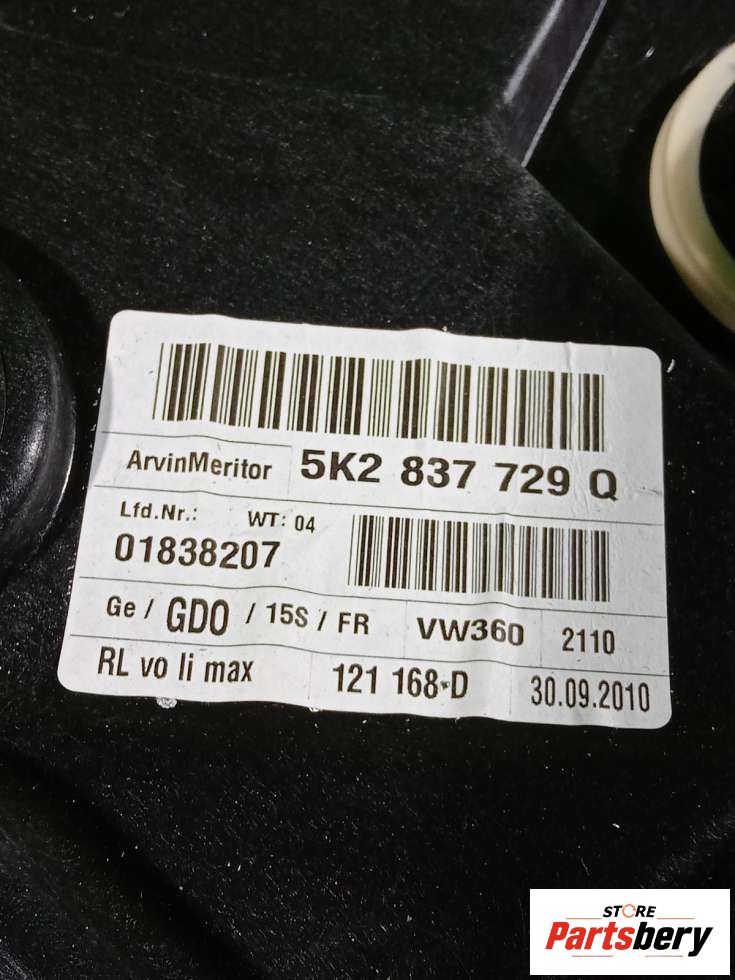 ArvinMeritor 5K2 837 729 Q
Lfd.Nr.: WT: 04
01838207
Ge / GDO / 15S / FR VW360 2110
RL vo li max 121 168-D 30.09.2010
STORE
Partsbery